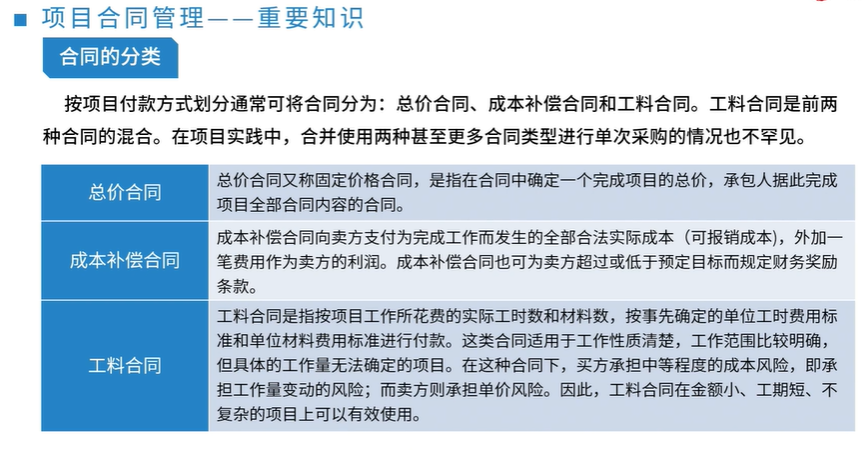 项目合同管理——重要知识
合同的分类
按项目付款方式划分通常可将合同分为：总价合同、成本补偿合同和工料合同。工料合同是前两
种合同的混合。在项目实践中，合并使用两种甚至更多合同类型进行单次采购的情况也不罕见。
总价合同
总价合同又称固定价格合同，是指在合同中确定一个完成项目的总价，承包人据此完成
项目全部合同内容的合同。
成本补偿合同
成本补偿合同向卖方支付为完成工作而发生的全部合法实际成本（可报销成本)，外加一
笔费用作为卖方的利润。成本补偿合同也可为卖方超过或低于预定目标而规定财务奖励
条款。
工料合同
工料合同是指按项目工作所花费的实际工时数和材料数，按事先确定的单位工时费用标
准和单位材料费用标准进行付款。这类合同适用于工作性质清楚，工作范围比较明确，
但具体的工作量无法确定的项目。在这种合同下，买方承担中等程度的成本风险，即承
担工作量变动的风险；而卖方则承担单价风险。因此，工料合同在金额小、工期短、不
复杂的项目上可以有效使用。